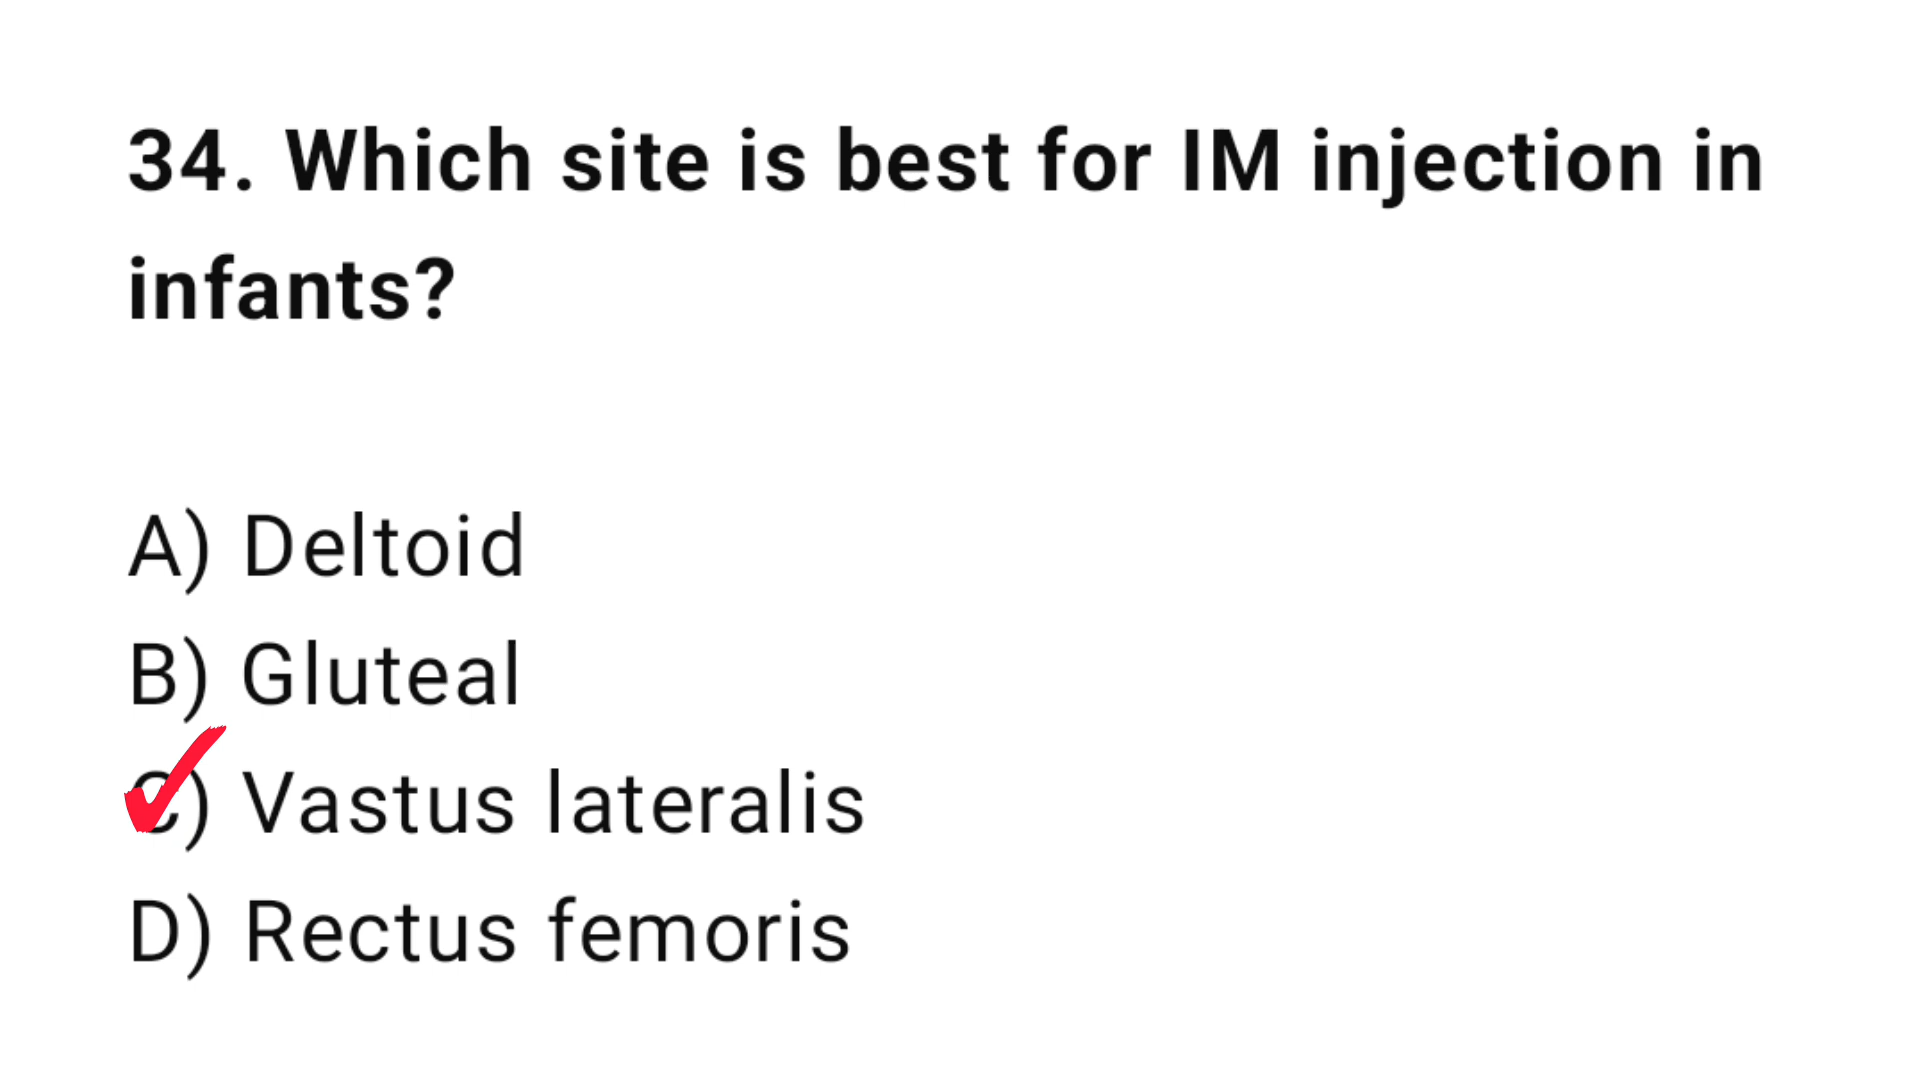 34. Which site is best for IM injection in
infants?
A) Deltoid
B) Gluteal
C) Vastus lateralis
D) Rectus femoris